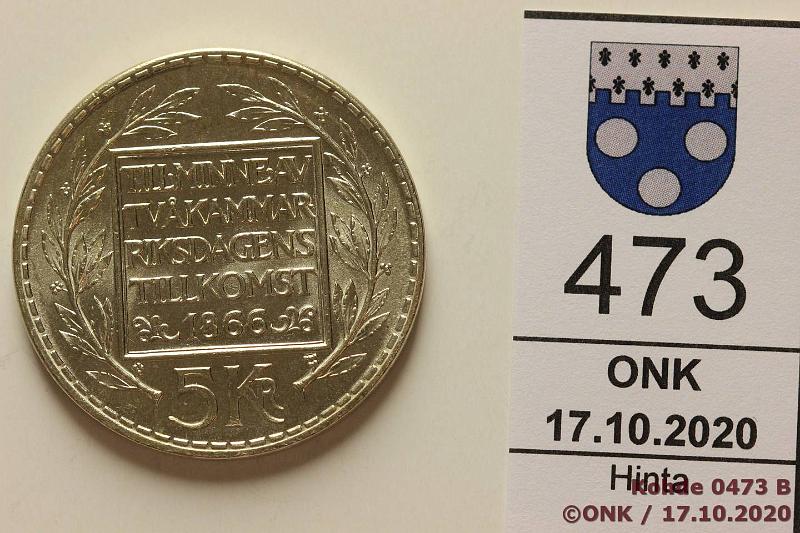 TILL·MINNE·AV
TVÅKAMMAR
RIKSDAGENS
TILLKOMST
1866
5 KR
473
ONK
17.10.2020
Hinta
Kohde 0473 B
©ONK / 17.10.2020